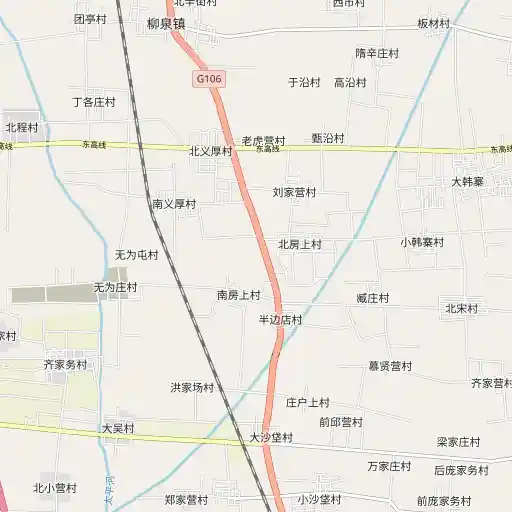 北辛街村
西市村
团亭村
柳泉镇
板材村
隋辛庄村
G106
于沿村
高沿村
丁各庄村
北程村
老虎营村
甄沿村
东高线
北义厚村
东高线
东高线
高线
大韩寨
刘家营村
南义厚村
北房上村
小韩寨村
无为屯村
无为庄村
南房上村
臧庄村
北宋村
半边店村
家村
齐家务村
慕贤营村
洪家场村
齐家营村
庄户上村
大吴村
前邱营村
大沙垡村
梁家庄村
万家庄村
后庞家务村
太平河
北小营村
郑家营村
小沙垡村
前庞家务村